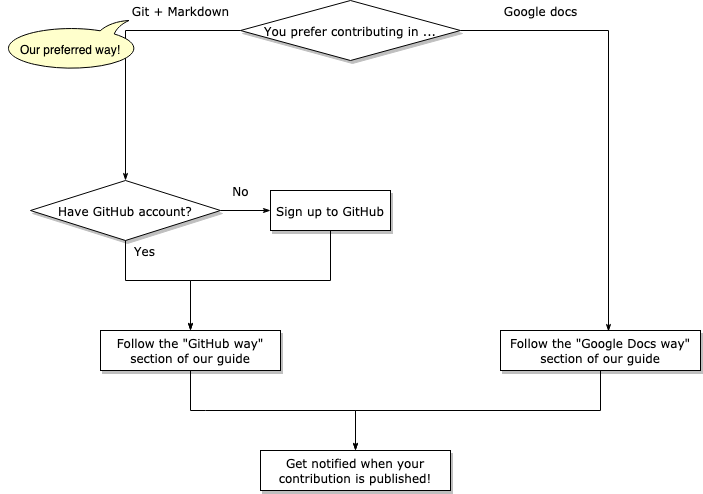 Git + Markdown
Google docs
You prefer contributing in ...
Our preferred way!
No
Have GitHub account?
Sign up to GitHub
Yes
Follow the "GitHub way"
section of our guide
Follow the "Google Docs way"
section of our guide
Get notified when your
contribution is published!